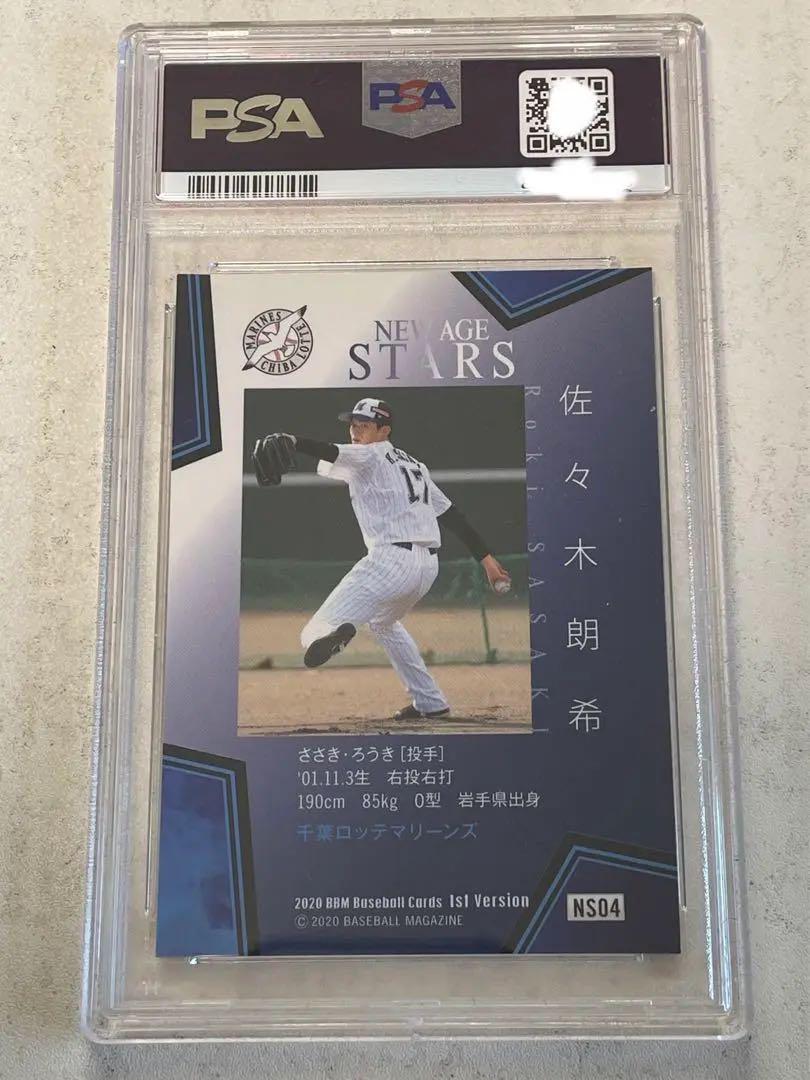 PSA
PSA
MARINES
CHIBA LOTTE
NEW AGE
STARS
佐々木朗希
Roki SASAKI
17
ささき・ろうき [投手]
'01.11.3生 右投右打
190cm 85kg O型 岩手県出身
千葉ロッテマリーンズ
2020 BBM Baseball Cards 1st Version
NS04
© 2020 BASEBALL MAGAZINE